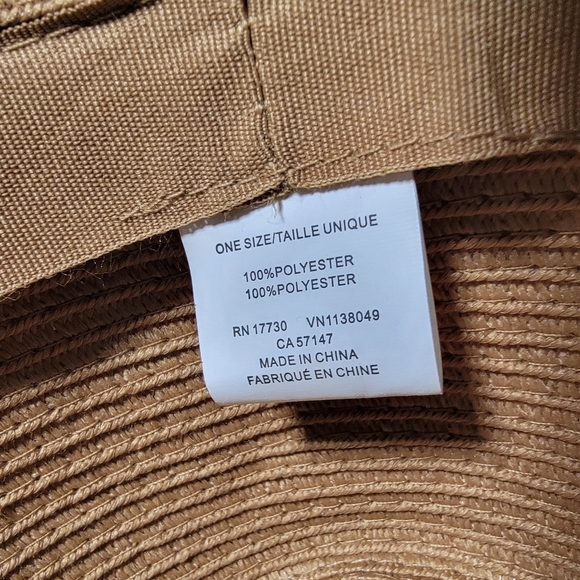 ONE SIZE/TAILLE UNIQUE
100%POLYESTER
100%POLYESTER
RN 17730 VN1138049
CA 57147
MADE IN CHINA
FABRIQUÉ EN CHINE